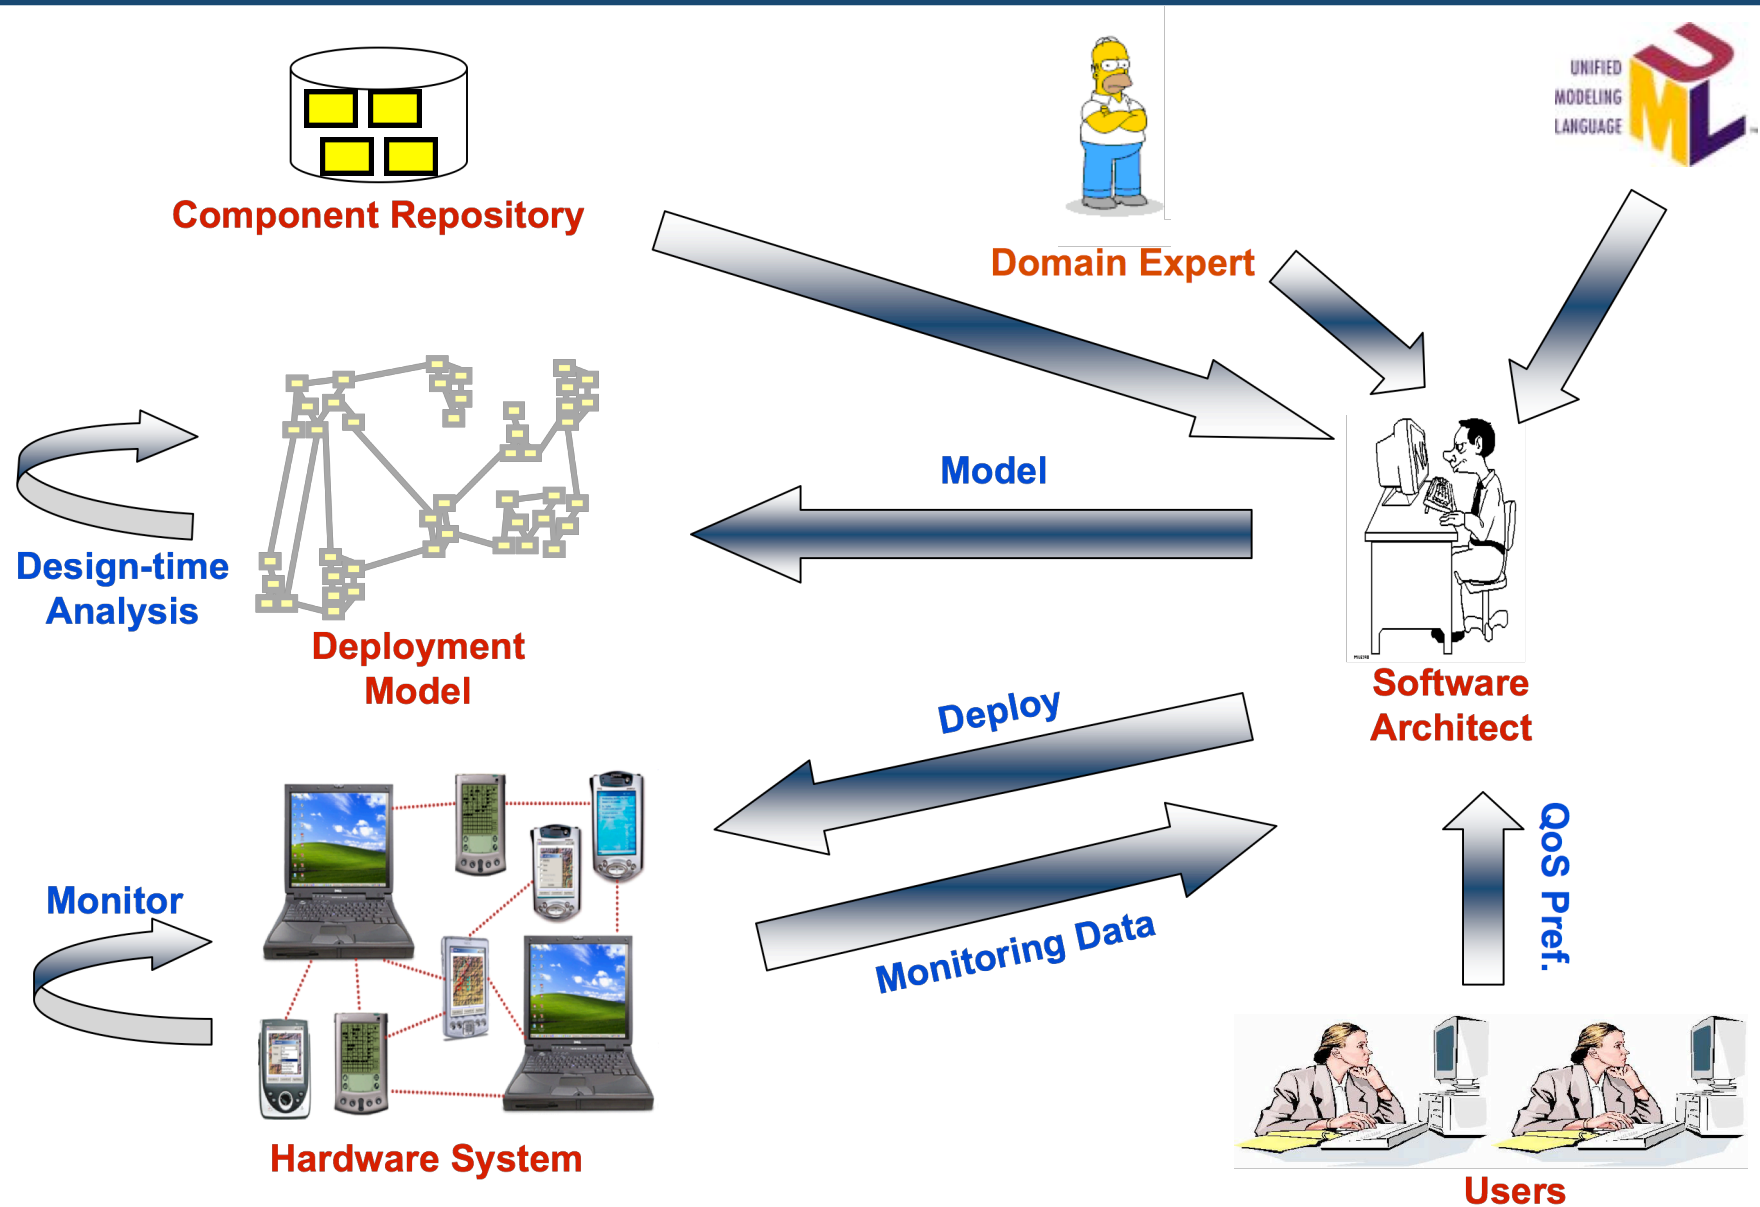 UNIFIED
MODELING
LANGUAGE
UML
Component Repository
Domain Expert
Model
Design-time
Analysis
Deployment
Model
Software
Architect
Deploy
Monitor
Monitoring Data
QoS Pref.
Hardware System
Users